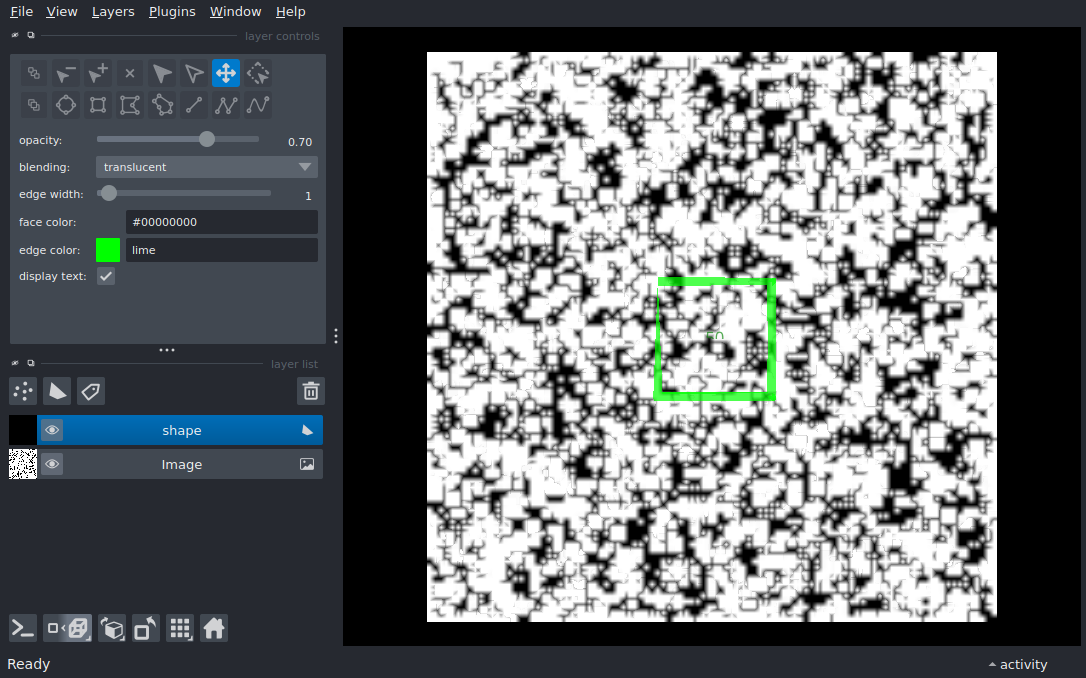 File View Layers Plugins Window Help
layer controls
opacity: 0.70
blending: translucent
edge width: 1
face color: #00000000
edge color: lime
display text:
layer list
shape
Image
Ready
activity